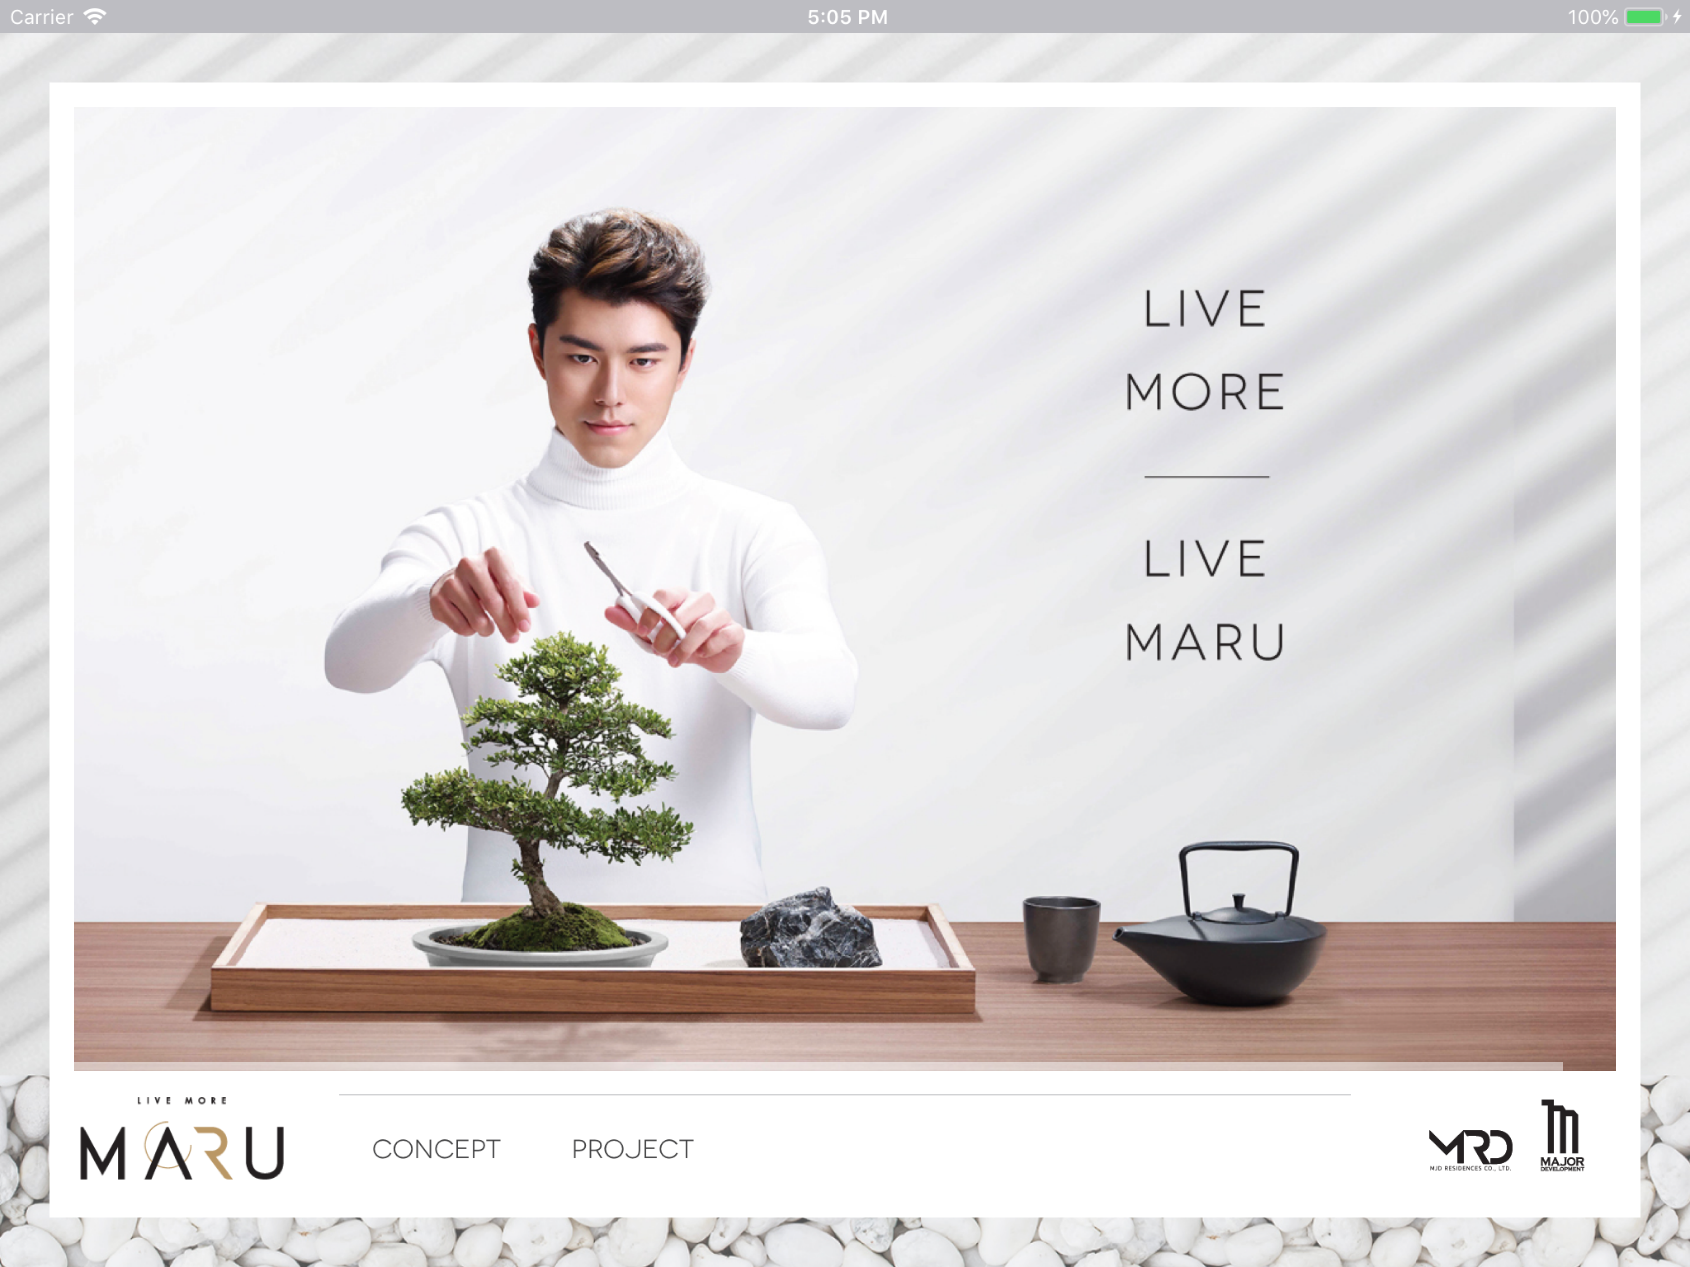 Carrier 5:05 PM 100%
LIVE
MORE
LIVE
MARU
LIVE MORE
MARU
CONCEPT PROJECT
MRD
MJD RESIDENCES CO., LTD.
MAJOR
DEVELOPMENT